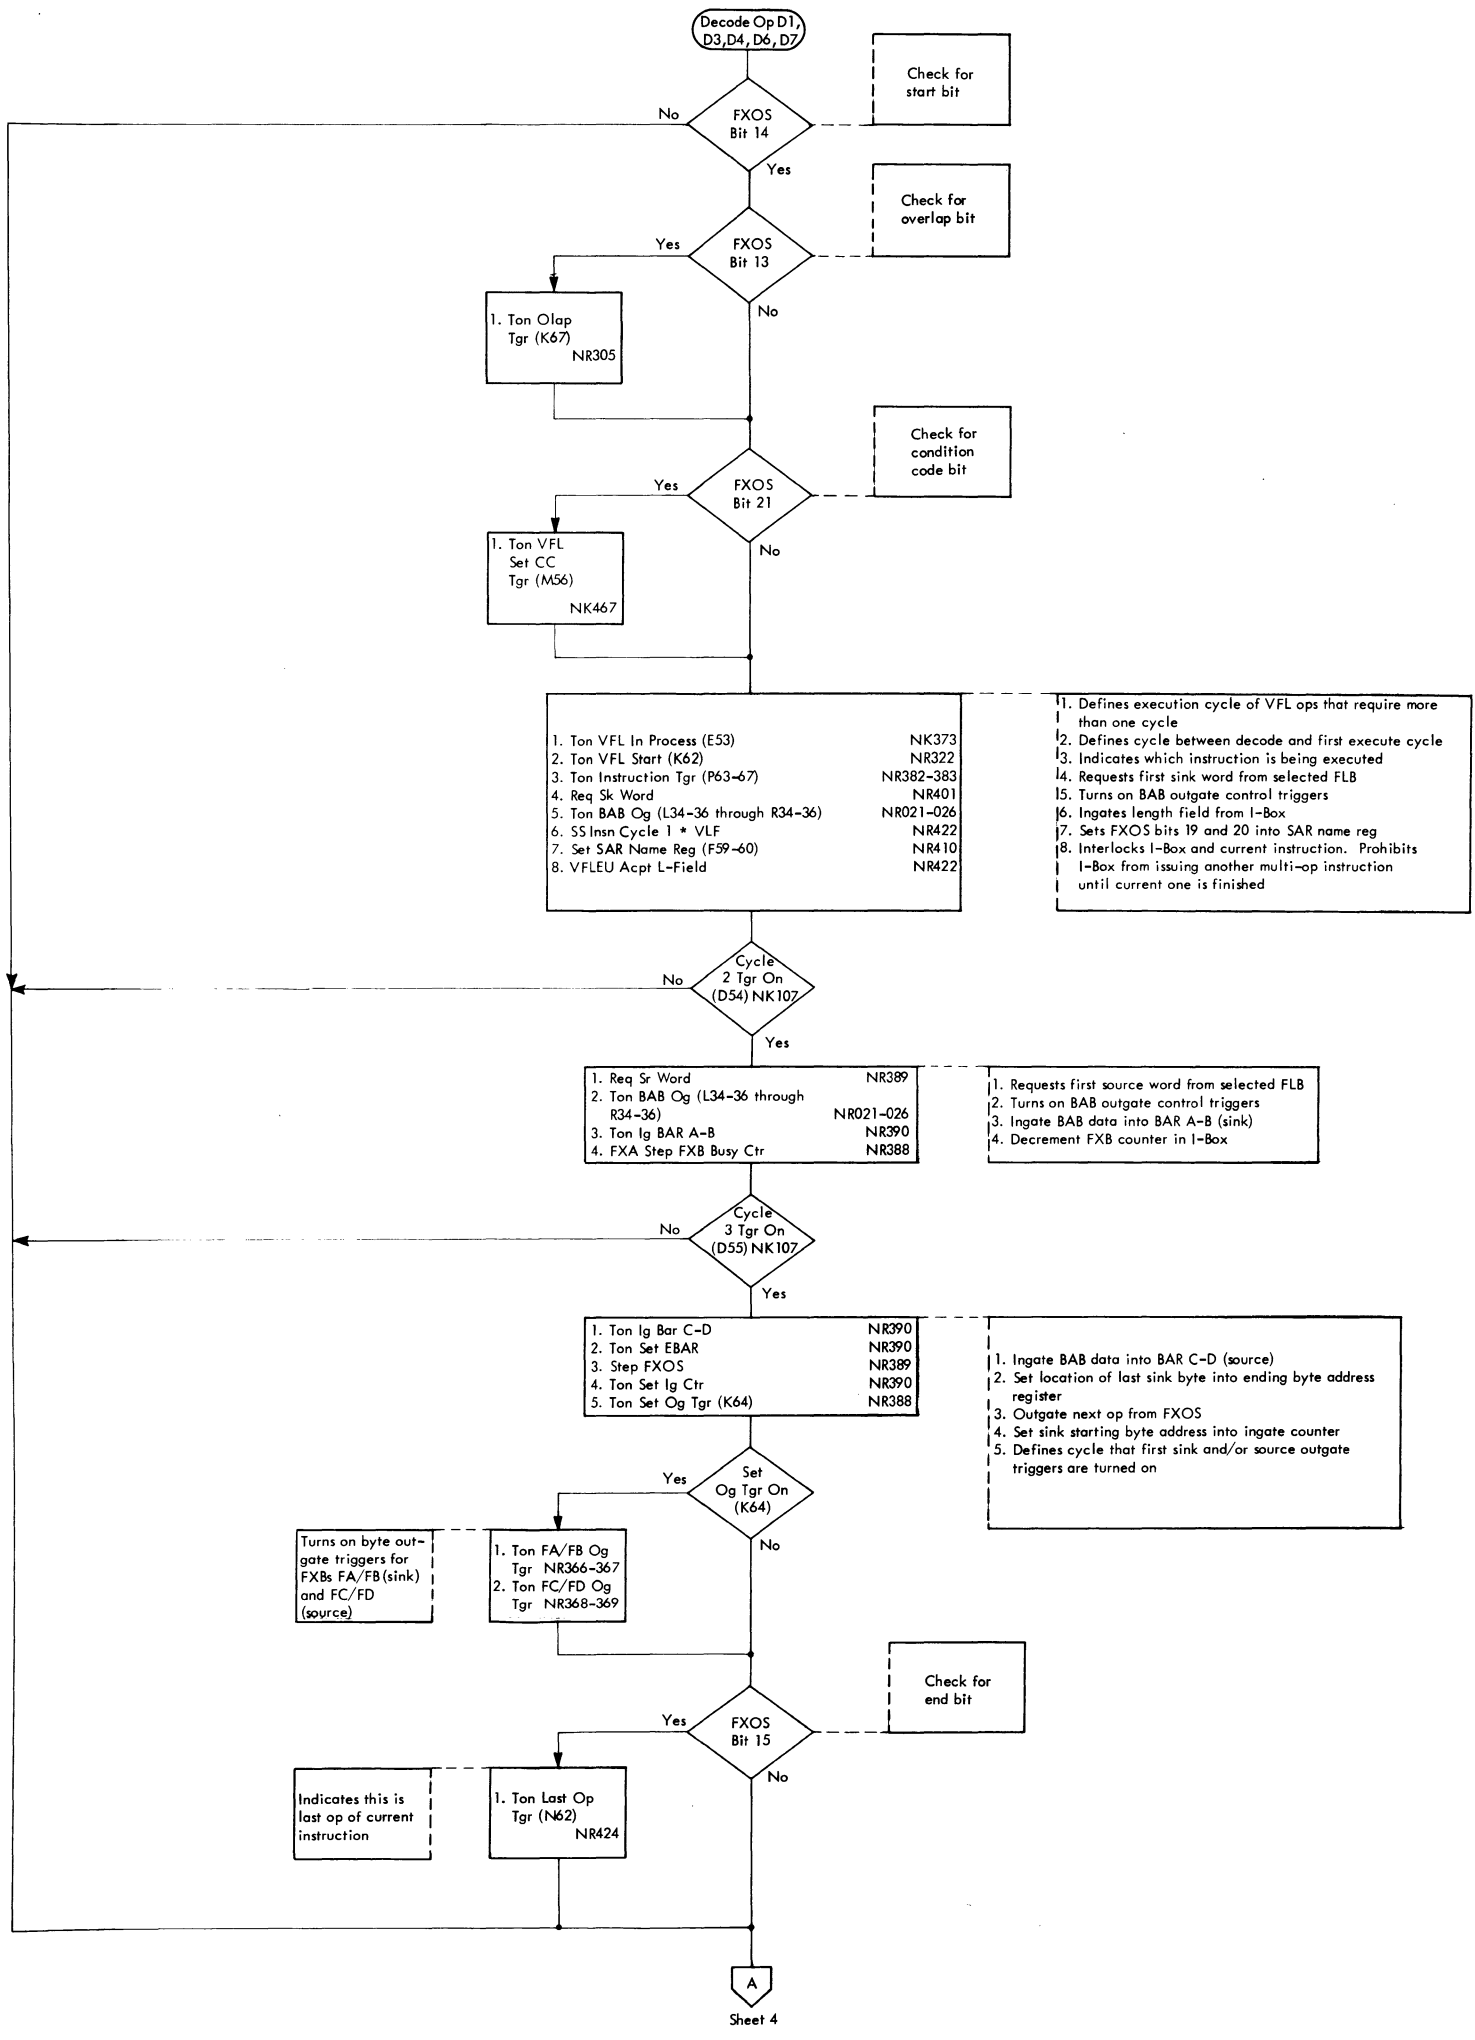 Decode Op D1,
D3,D4, D6, D7
Check for
start bit
No
FXOS
Bit 14
Yes
Check for
overlap bit
Yes
FXOS
Bit 13
No
1. Ton Olap
Tgr (K67)
NR305
Check for
condition
code bit
Yes
FXOS
Bit 21
No
1. Ton VFL
Set CC
Tgr (M56)
NK467
1. Ton VFL In Process (E53) NK373
2. Ton VFL Start (K62) NR322
3. Ton Instruction Tgr (P63-67) NR382-383
4. Req Sk Word NR401
5. Ton BAB Og (L34-36 through R34-36) NR021-026
6. SS Insn Cycle 1 * VLF NR422
7. Set SAR Name Reg (F59-60) NR410
8. VFLEU Acpt L-Field NR422
1. Defines execution cycle of VFL ops that require more
than one cycle
2. Defines cycle between decode and first execute cycle
3. Indicates which instruction is being executed
4. Requests first sink word from selected FLB
5. Turns on BAB outgate control triggers
6. Ingates length field from I-Box
7. Sets FXOS bits 19 and 20 into SAR name reg
8. Interlocks I-Box and current instruction. Prohibits
I-Box from issuing another multi-op instruction
until current one is finished
No
Cycle
2 Tgr On
(D54) NK107
Yes
1. Req Sr Word NR389
2. Ton BAB Og (L34-36 through
R34-36) NR021-026
3. Ton Ig BAR A-B NR390
4. FXA Step FXB Busy Ctr NR388
1. Requests first source word from selected FLB
2. Turns on BAB outgate control triggers
3. Ingate BAB data into BAR A-B (sink)
4. Decrement FXB counter in I-Box
No
Cycle
3 Tgr On
(D55) NK107
Yes
1. Ton Ig Bar C-D NR390
2. Ton Set EBAR NR390
3. Step FXOS NR389
4. Ton Set Ig Ctr NR390
5. Ton Set Og Tgr (K64) NR388
1. Ingate BAB data into BAR C-D (source)
2. Set location of last sink byte into ending byte address
register
3. Outgate next op from FXOS
4. Set sink starting byte address into ingate counter
5. Defines cycle that first sink and/or source outgate
triggers are turned on
Yes
Set
Og Tgr On
(K64)
No
Turns on byte out-
gate triggers for
FXBs FA/FB (sink)
and FC/FD
(source)
1. Ton FA/FB Og
Tgr NR366-367
2. Ton FC/FD Og
Tgr NR368-369
Check for
end bit
Yes
FXOS
Bit 15
No
Indicates this is
last op of current
instruction
1. Ton Last Op
Tgr (N62)
NR424
A
Sheet 4